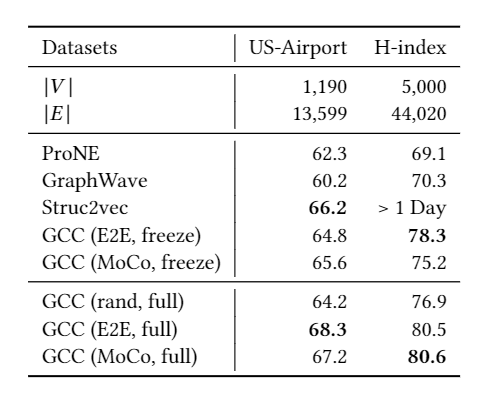 Datasets US-Airport H-index
|V| 1,190 5,000
|E| 13,599 44,020
ProNE 62.3 69.1
GraphWave 60.2 70.3
Struc2vec 66.2 > 1 Day
GCC (E2E, freeze) 64.8 78.3
GCC (MoCo, freeze) 65.6 75.2
GCC (rand, full) 64.2 76.9
GCC (E2E, full) 68.3 80.5
GCC (MoCo, full) 67.2 80.6